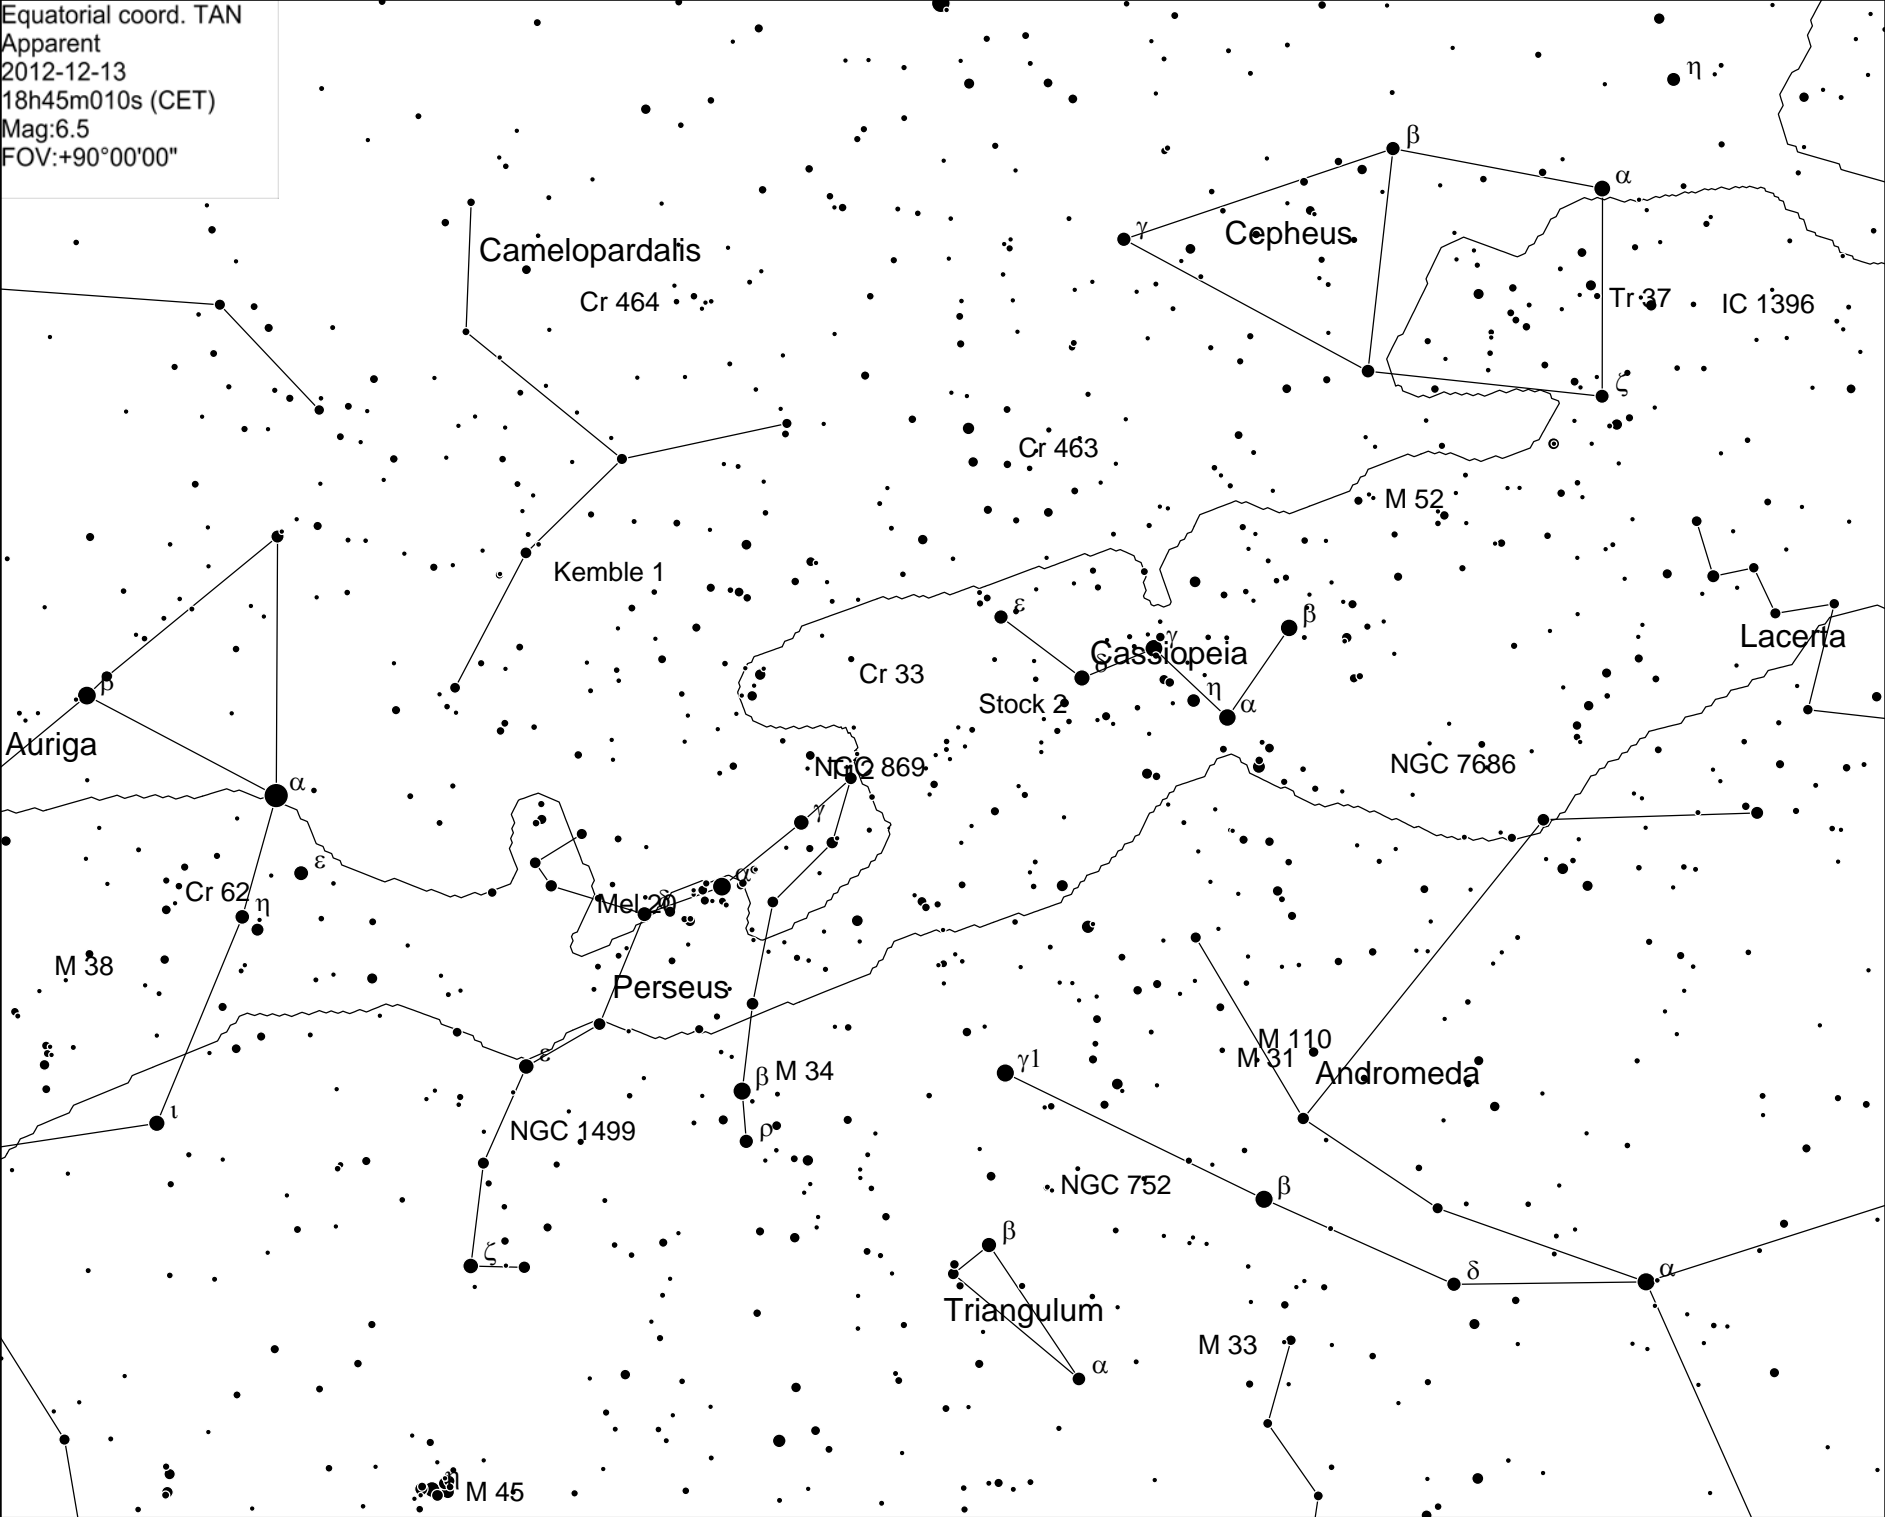 Equatorial coord. TAN
Apparent
2012-12-13
18h45m010s (CET)
Mag:6.5
FOV:+90°00'00"
η
β
α
γ
Cepheus
Camelopardalis
Cr 464
Tr 37
IC 1396
ζ
Cr 463
M 52
Kemble 1
ε
β
γ
Cassiopeia
δ
Lacerta
Cr 33
Stock 2
η
α
β
Auriga
α
NGC 869
Tr 2
NGC 7686
γ
ε
Cr 62
η
Mel 20
δ
α
M 38
Perseus
ε
M 110
M 31
Andromeda
γ1
β
M 34
ι
NGC 1499
ρ
NGC 752
β
β
ζ
δ
α
Triangulum
M 33
α
η
M 45